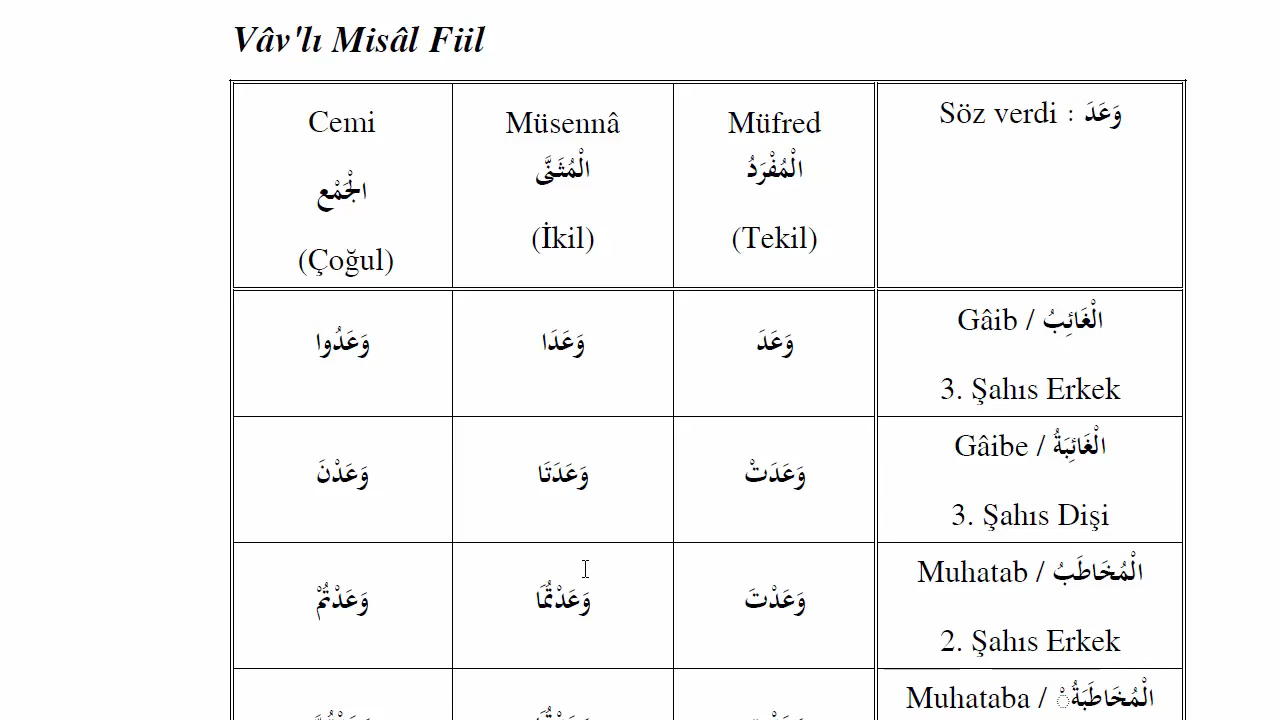 Vâv'lı Misâl Fiil
Cemi
الْجَمْع
(Çoğul)
Müsennâ
الْمُثَنَّى
(İkil)
Müfred
الْمُفْرَدُ
(Tekil)
Söz verdi : وَعَدَ
وَعَدُوا
وَعَدَا
وَعَدَ
Gâib / الْغَائِبُ
3. Şahıs Erkek
وَعَدْنَ
وَعَدَتَا
وَعَدَتْ
Gâibe / الْغَائِبَةُ
3. Şahıs Dişi
وَعَدْتُمْ
وَعَدْتُمَا
وَعَدْتَ
Muhatab / الْمُخَاطَبُ
2. Şahıs Erkek
Muhataba / الْمُخَاطَبَةُ